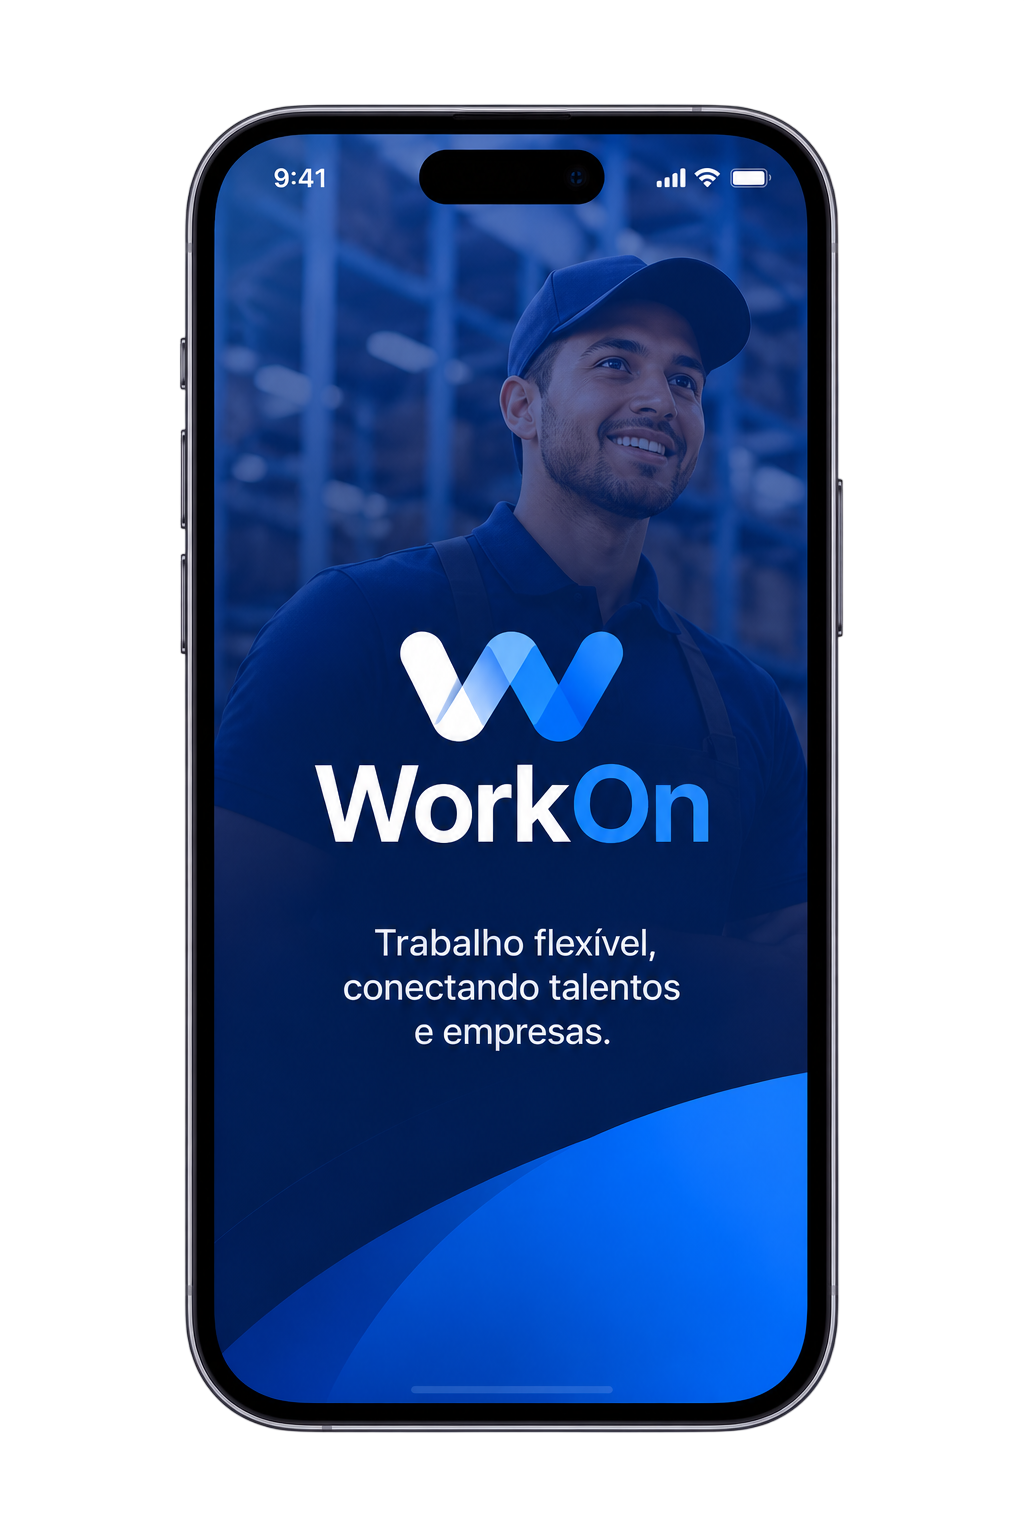 9:41
WorkOn
Trabalho flexível,
conectando talentos
e empresas.